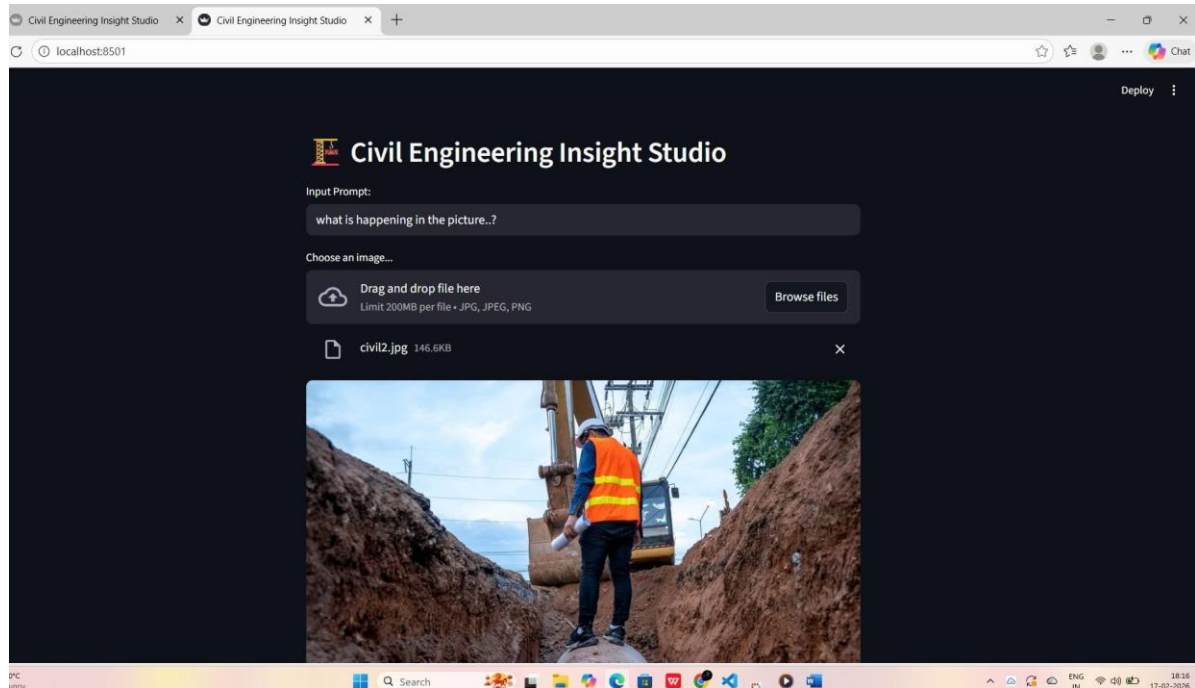 Civil Engineering Insight Studio
Civil Engineering Insight Studio
localhost:8501
Chat
Deploy
Civil Engineering Insight Studio
Input Prompt:
what is happening in the picture..?
Choose an image...
Drag and drop file here
Limit 200MB per file • JPG, JPEG, PNG
Browse files
civil2.jpg 146.6KB
Search
ENG
IN
18:16
17-02-2026